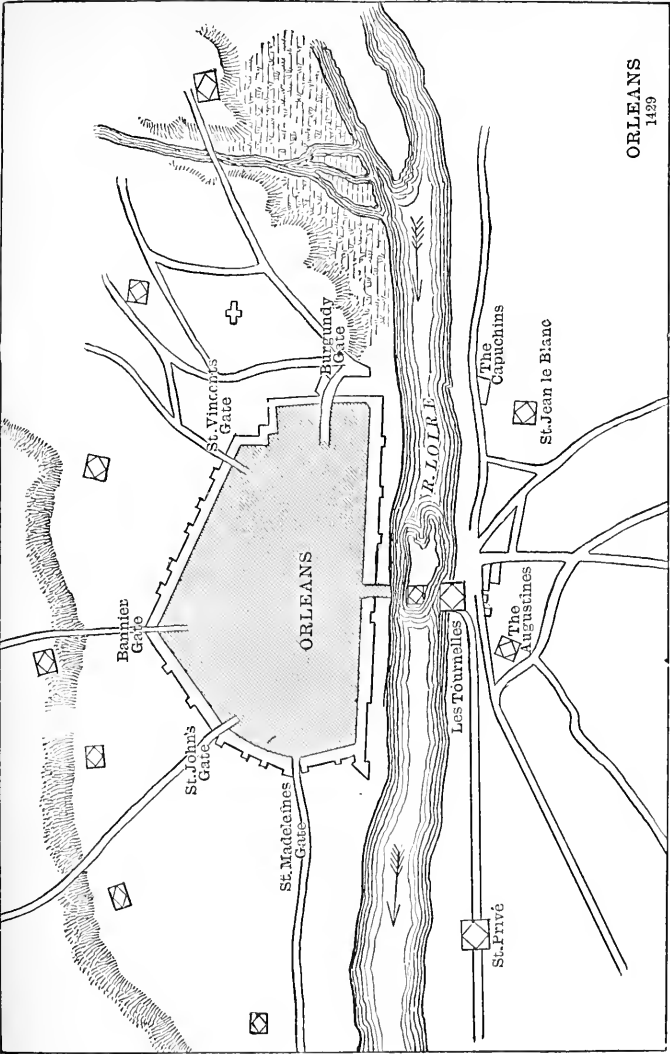 ORLEANS
1429
Bannier
Gate
St.Vincents
Gate
Burgundy
Gate
St.John's
Gate
St.Madeleines
Gate
ORLEANS
R. LOIRE
The
Capuchins
St.Jean le Blanc
Les Tournelles
The
Augustines
St.Privé